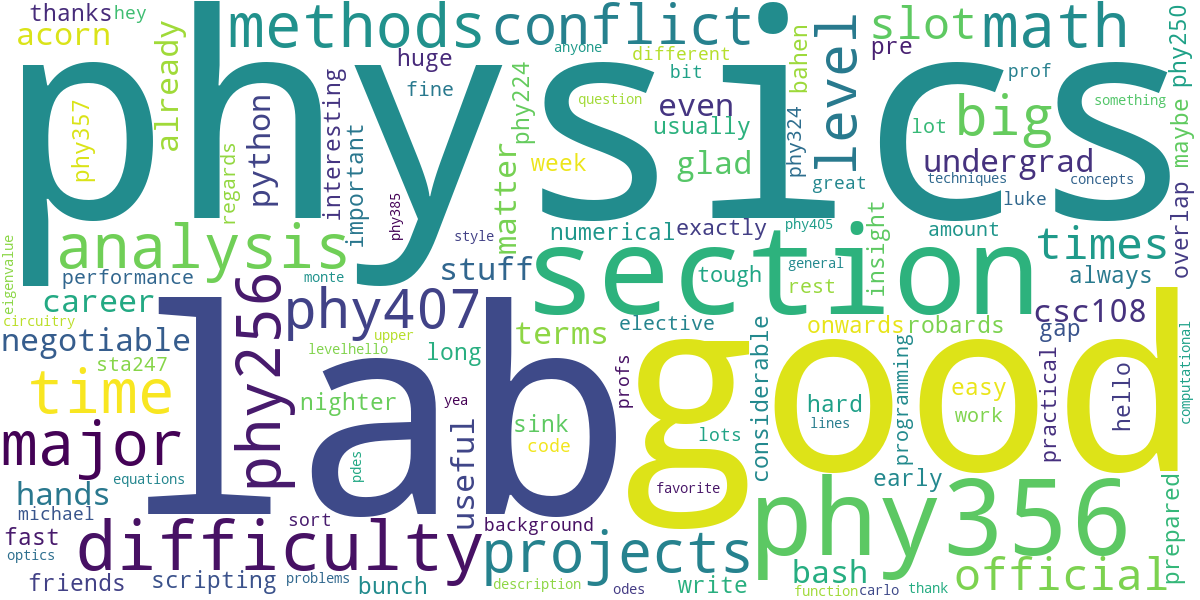 thanks
hey
acorn
already
methods
conflict
anyone
different
huge
fine
bit
level
slot
pre
math
prof
phy250
maybe
physics
phy357
python
interesting
important
regards
phy385
phy224
question
even
usually
week
glad
bahen
phy324
great
lot
big
something
undergrad
techniques
concepts
luke
overlap
analysis
matter
style
numerical
exactly
phy405
section
amount
insight
times
always
eigenvalue
performance
monte
stuff
tough
general
rest
career
circuitry
phy256
phy407
upper
terms
elective
considerable
onwards
robards
csc108
gap
negotiable
sta247
levelhello
long
lab
good
programming
practical
hello
computational
time
nighter
yea
profs
sink
code
lots
hard
lines
easy
work
major
pdes
useful
favorite
early
phy356
prepared
equations
hands
michael
sort
background
fast
difficulty
projects
optics
friends
scripting
problems
bunch
description
odes
write
bash
function
carlo
thank
official